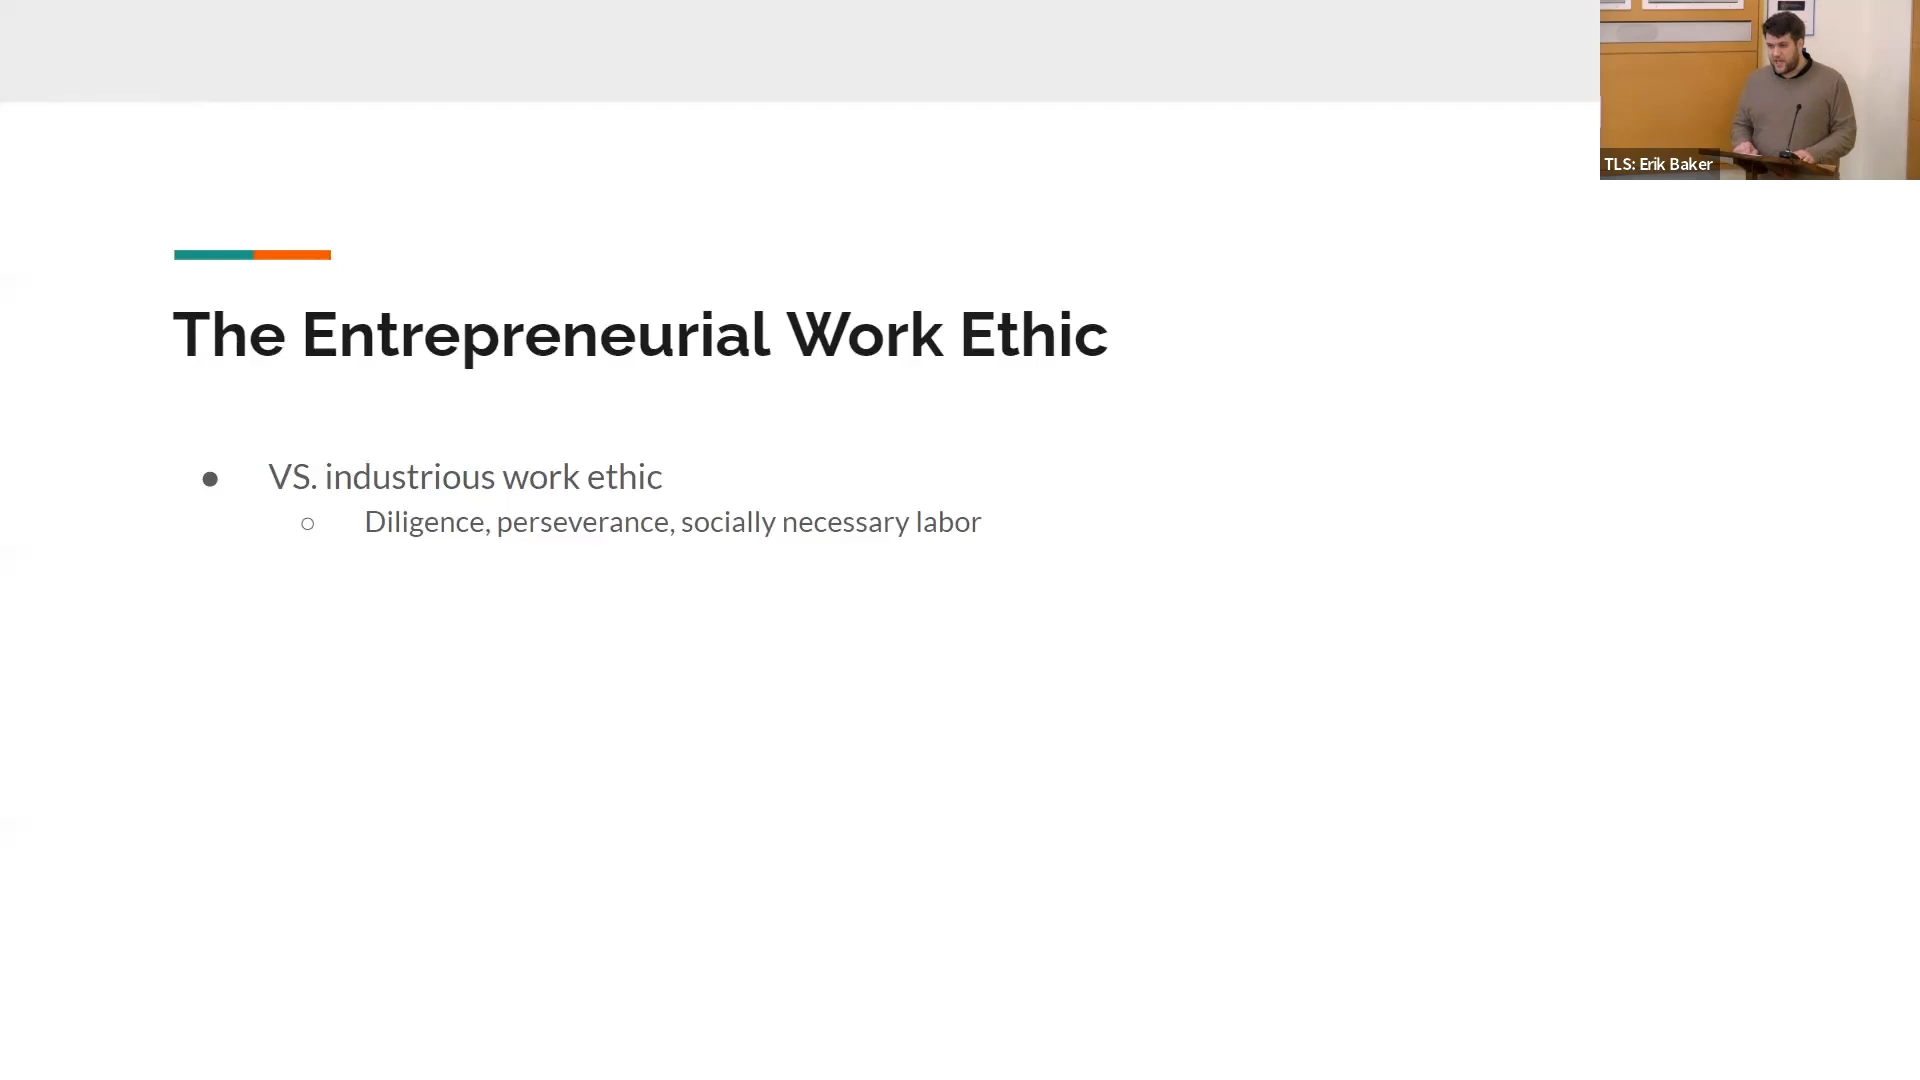 TLS: Erik Baker
The Entrepreneurial Work Ethic
● VS. industrious work ethic
○ Diligence, perseverance, socially necessary labor